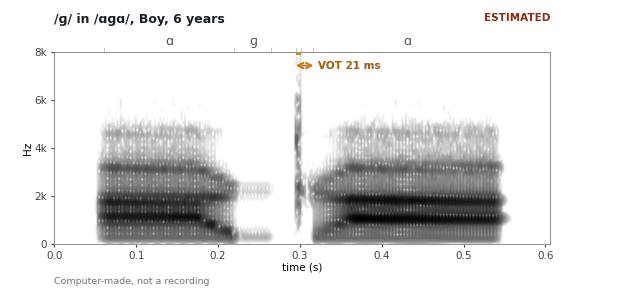 /ɡ/ in /ɑɡɑ/, Boy, 6 years
ESTIMATED
ɑ ɡ ɑ
8k
VOT 21 ms
6k
4k
2k
0
Hz
0.0 0.1 0.2 0.3 0.4 0.5 0.6
time (s)
Computer-made, not a recording